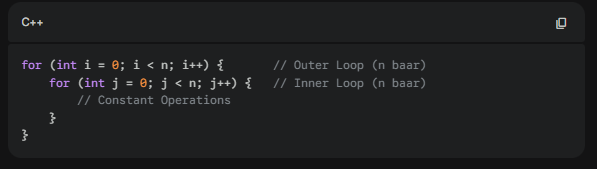 C++
for (int i = 0; i < n; i++) {       // Outer Loop (n baar)
    for (int j = 0; j < n; j++) {   // Inner Loop (n baar)
        // Constant Operations
    }
}